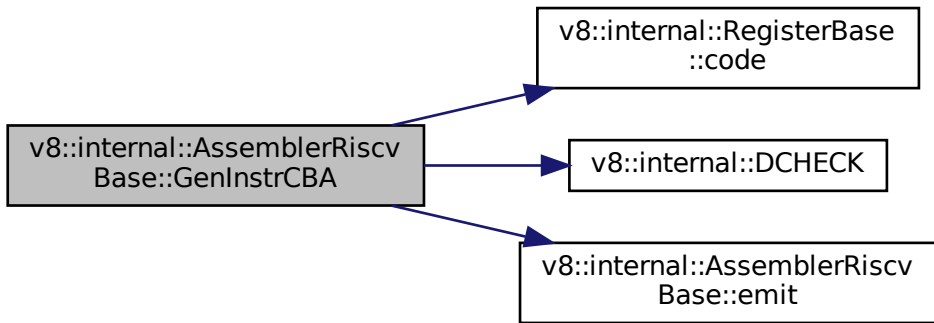 v8::internal::RegisterBase
::code
v8::internal::AssemblerRiscv
Base::GenInstrCBA
v8::internal::DCHECK
v8::internal::AssemblerRiscv
Base::emit